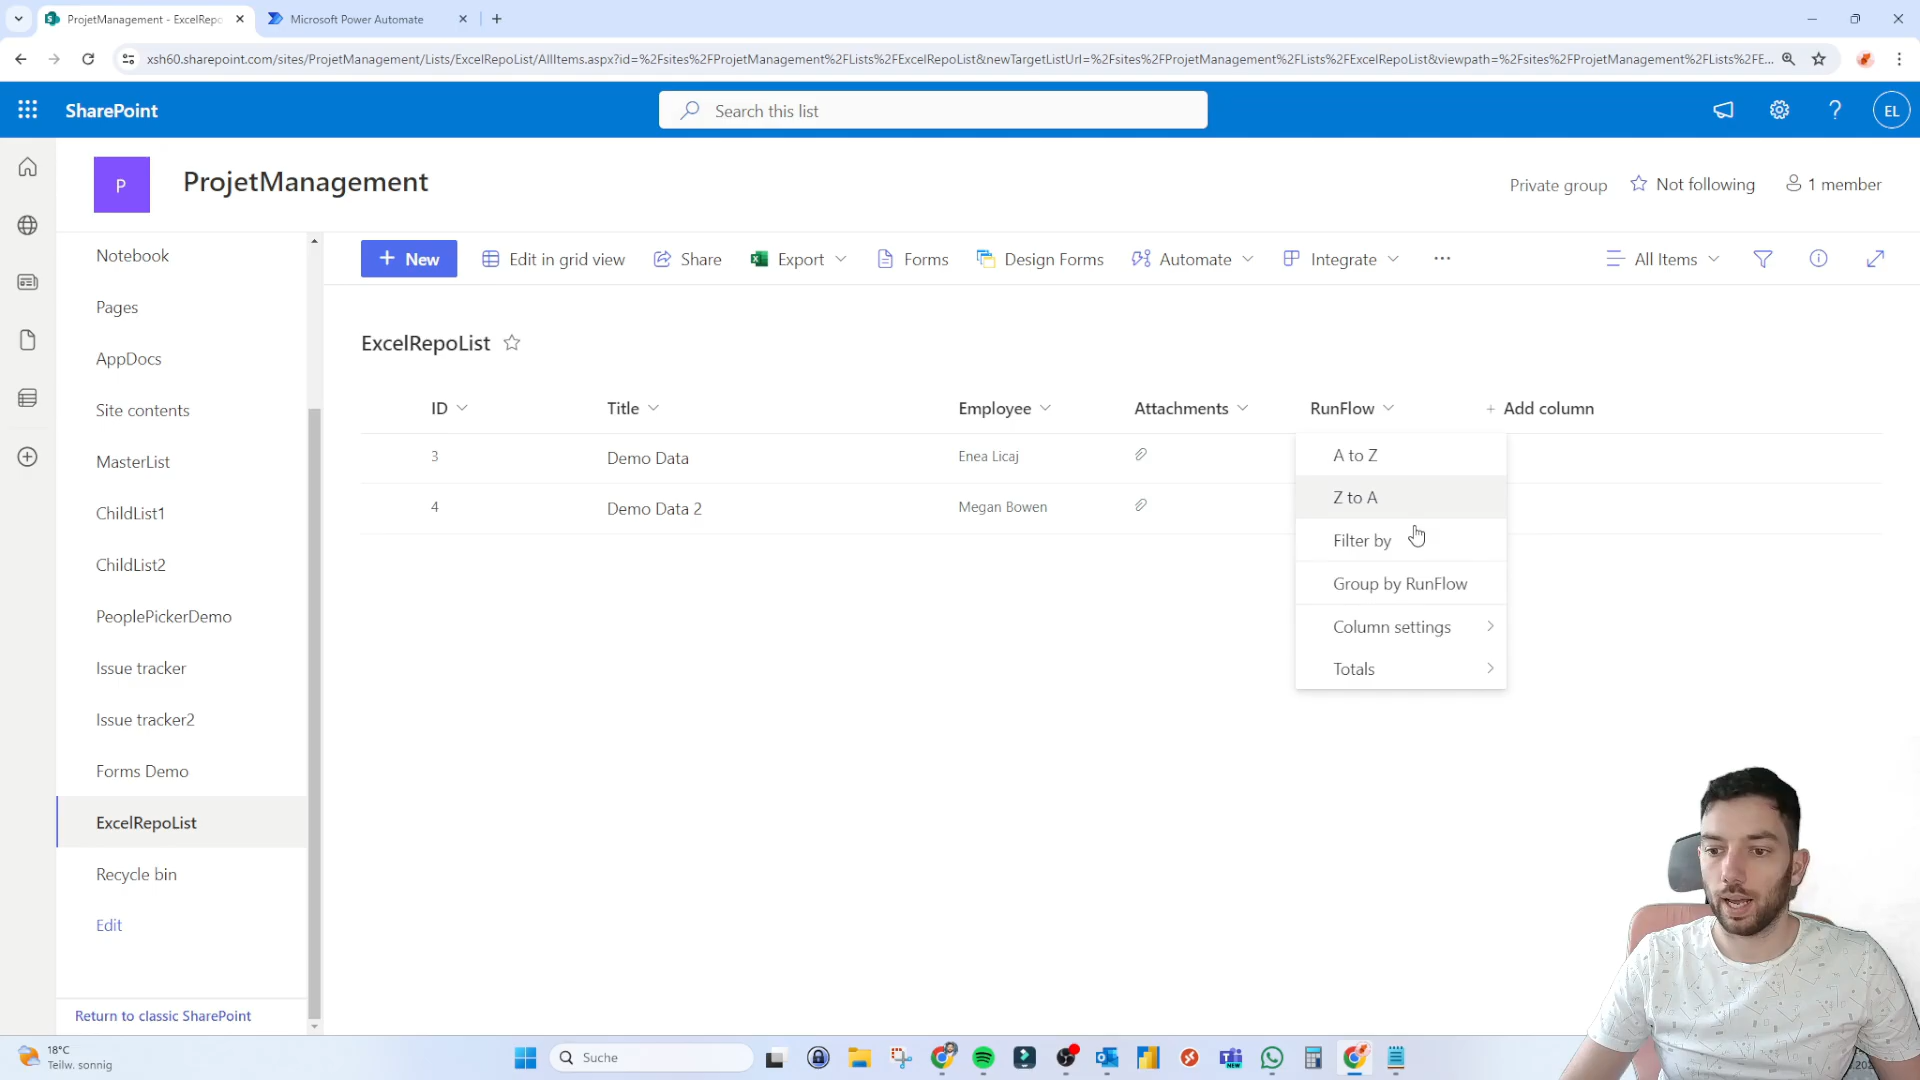 ProjetManagement - ExcelRepo
Microsoft Power Automate
xsh60.sharepoint.com/sites/ProjetManagement/Lists/ExcelRepoList/AllItems.aspx?id=%2Fsites%2FProjetManagement%2FLists%2FExcelRepoList&newTargetListUrl=%2Fsites%2FProjetManagement%2FLists%2FExcelRepoList&viewpath=%2Fsites%2FProjetManagement%2FLists%2FE...
SharePoint
Search this list
EL
P
ProjetManagement
Private group
Not following
1 member
Notebook
Pages
AppDocs
Site contents
MasterList
ChildList1
ChildList2
PeoplePickerDemo
Issue tracker
Issue tracker2
Forms Demo
ExcelRepoList
Recycle bin
Edit
Return to classic SharePoint
+ New
Edit in grid view
Share
Export
Forms
Design Forms
Automate
Integrate
...
All Items
ExcelRepoList
ID Title Employee Attachments RunFlow + Add column
3 Demo Data Enea Licaj
4 Demo Data 2 Megan Bowen
A to Z
Z to A
Filter by
Group by RunFlow
Column settings
Totals
18°C
Teilw. sonnig
Suche
NEW